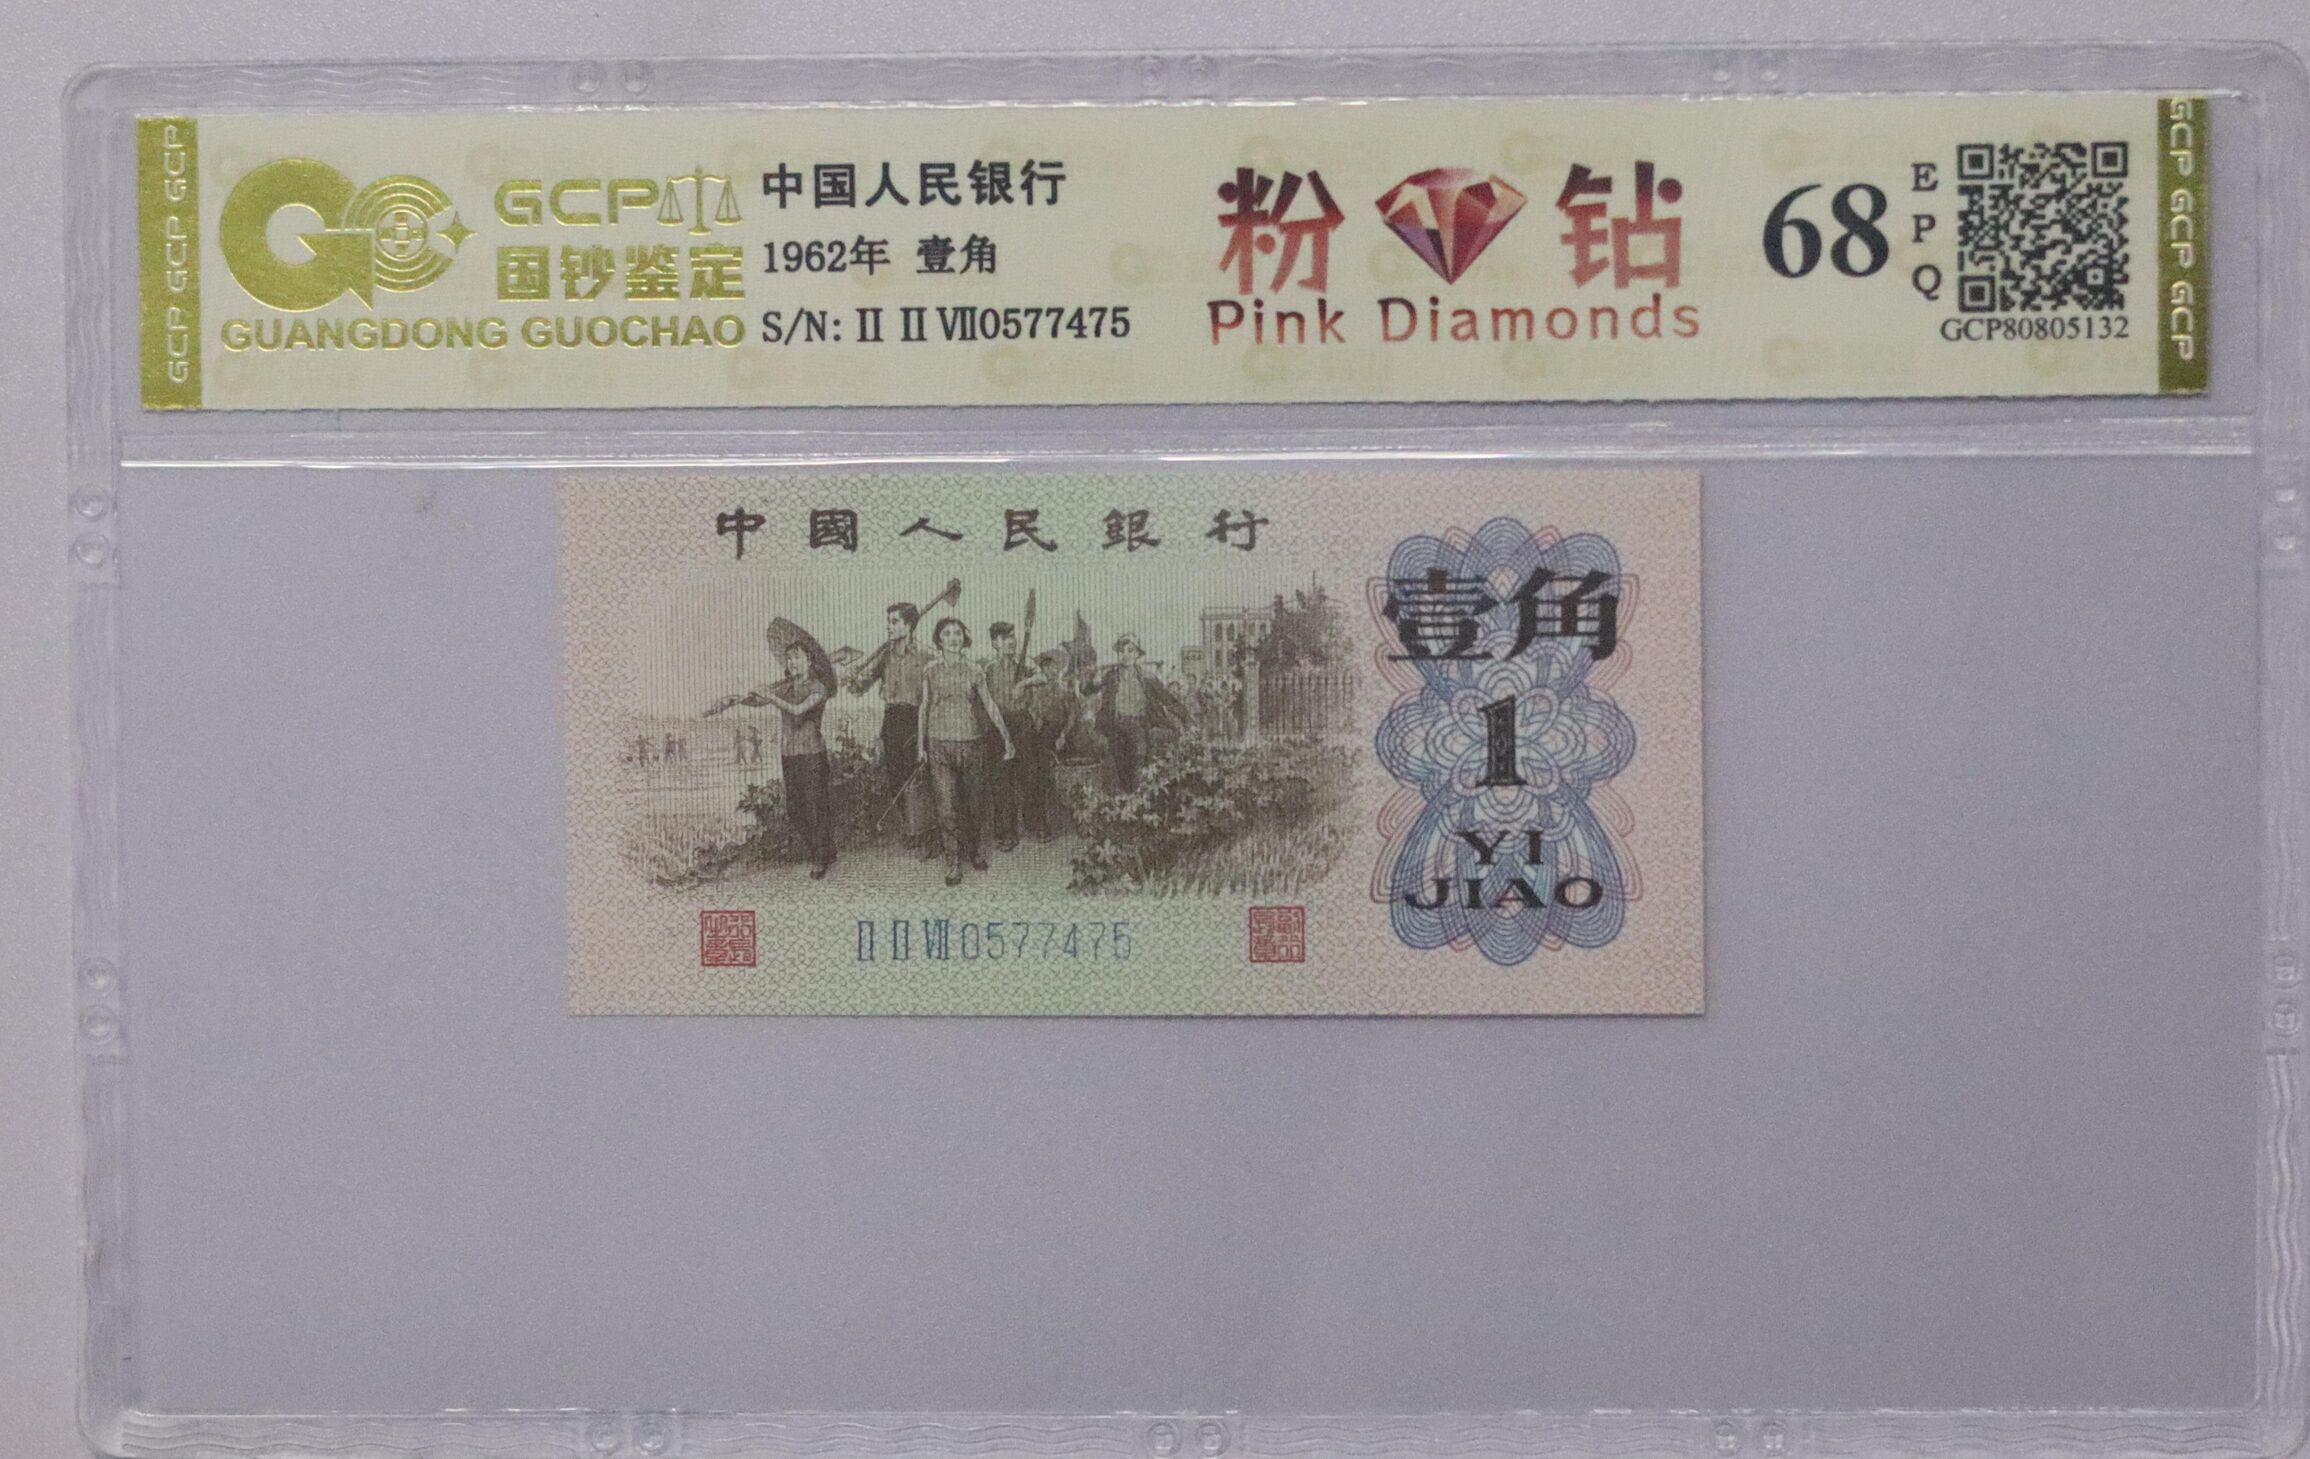 GCP GCP GCP
GCP
国钞鉴定
GUANGDONG GUOCHAO
中国人民银行
1962年 壹角
S/N: Ⅱ Ⅱ Ⅶ0577475
粉 钻
Pink Diamonds
68
E
P
Q
GCP80805132
GCP GCP GCP
中國人民銀行
壹角
1
YI
JIAO
Ⅱ Ⅱ Ⅶ0577475